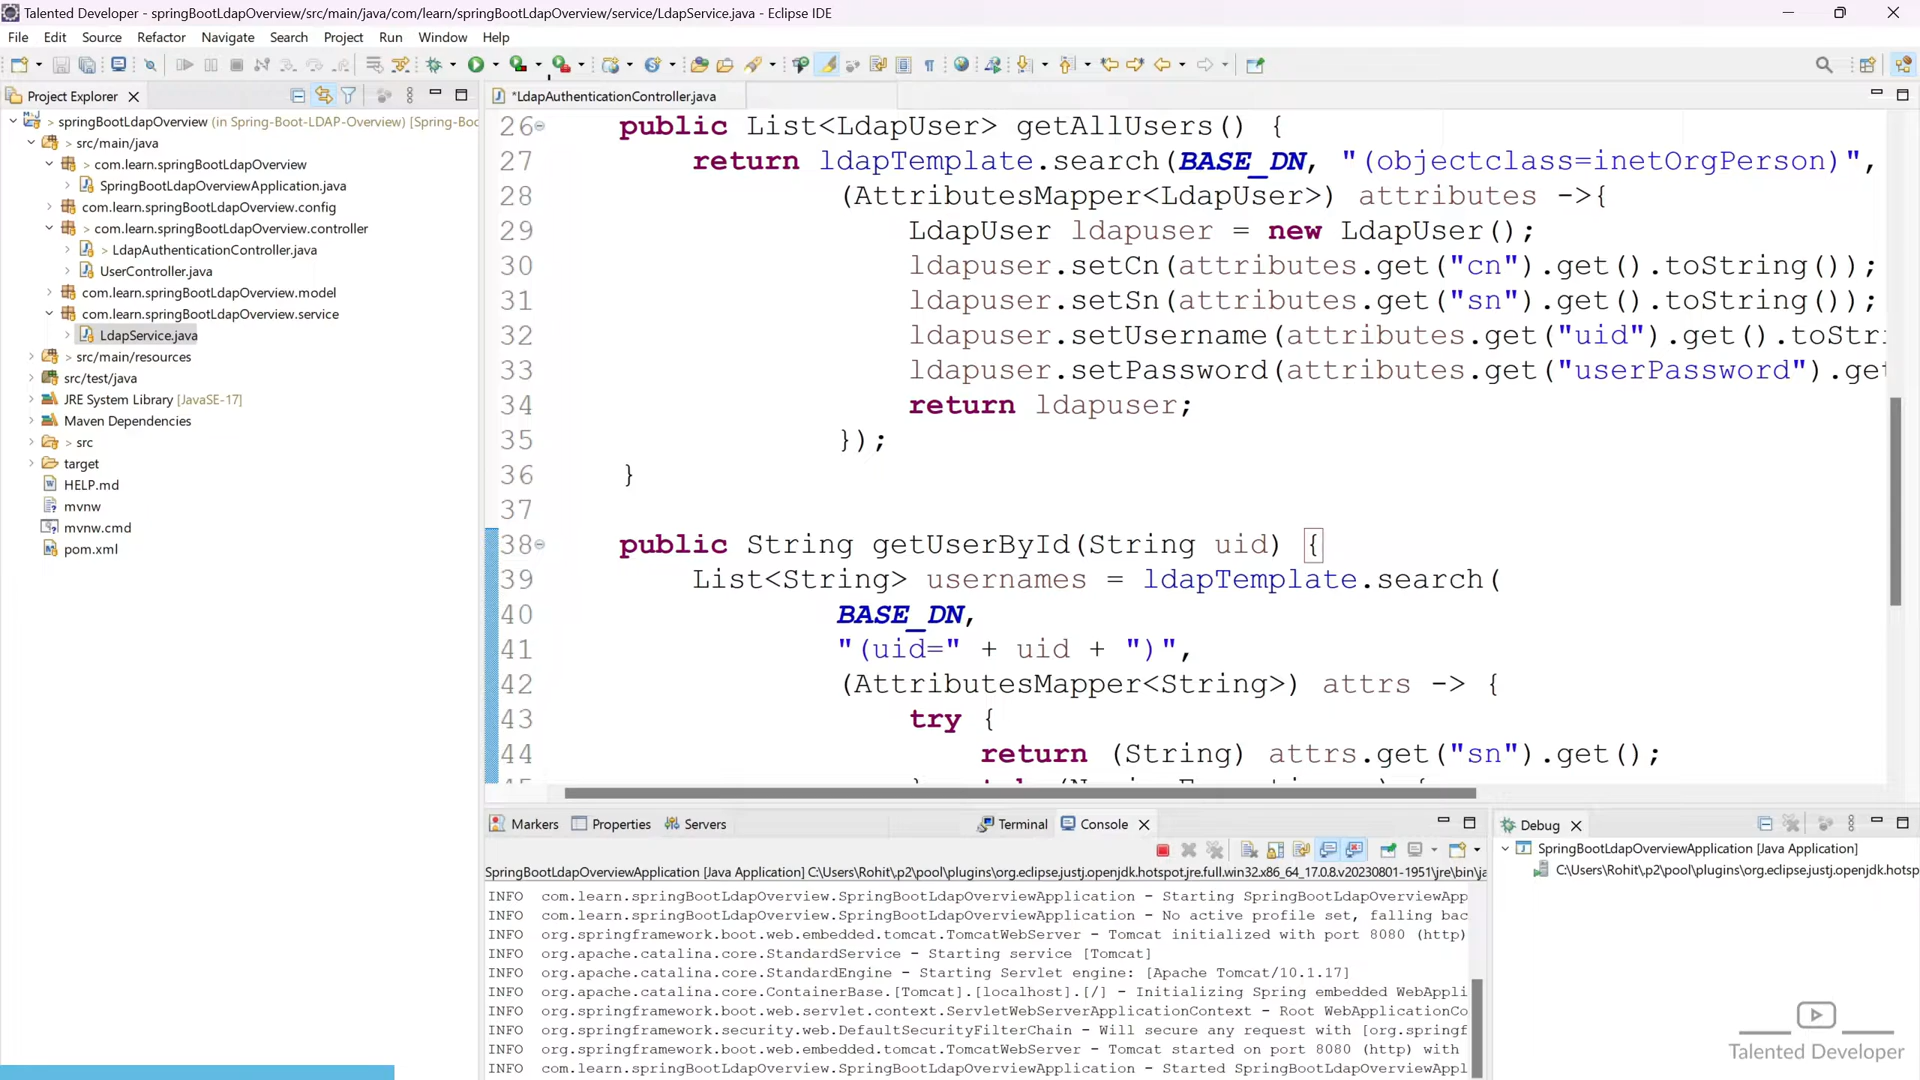 Talented Developer - springBootLdapOverview/src/main/java/com/learn/springBootLdapOverview/service/LdapService.java - Eclipse IDE
File Edit Source Refactor Navigate Search Project Run Window Help
Project Explorer
*LdapAuthenticationController.java
> springBootLdapOverview (in Spring-Boot-LDAP-Overview) [Spring-Boo
> src/main/java
> com.learn.springBootLdapOverview
SpringBootLdapOverviewApplication.java
com.learn.springBootLdapOverview.config
> com.learn.springBootLdapOverview.controller
> LdapAuthenticationController.java
UserController.java
com.learn.springBootLdapOverview.model
com.learn.springBootLdapOverview.service
LdapService.java
> src/main/resources
src/test/java
JRE System Library [JavaSE-17]
Maven Dependencies
> src
target
HELP.md
mvnw
mvnw.cmd
pom.xml
26 public List<LdapUser> getAllUsers() {
27 return ldapTemplate.search(BASE_DN, "(objectclass=inetOrgPerson)",
28 (AttributesMapper<LdapUser>) attributes ->{
29 LdapUser ldapuser = new LdapUser();
30 ldapuser.setCn(attributes.get("cn").get().toString());
31 ldapuser.setSn(attributes.get("sn").get().toString());
32 ldapuser.setUsername(attributes.get("uid").get().toStri
33 ldapuser.setPassword(attributes.get("userPassword").get
34 return ldapuser;
35 });
36 }
37
38 public String getUserById(String uid) {
39 List<String> usernames = ldapTemplate.search(
40 BASE_DN,
41 "(uid=" + uid + ")",
42 (AttributesMapper<String>) attrs -> {
43 try {
44 return (String) attrs.get("sn").get();
Markers Properties Servers Terminal Console
SpringBootLdapOverviewApplication [Java Application] C:\Users\Rohit\.p2\pool\plugins\org.eclipse.justj.openjdk.hotspot.jre.full.win32.x86_64_17.0.8.v20230801-1951\jre\bin\ja
INFO com.learn.springBootLdapOverview.SpringBootLdapOverviewApplication - Starting SpringBootLdapOverviewApp
INFO com.learn.springBootLdapOverview.SpringBootLdapOverviewApplication - No active profile set, falling bac
INFO org.springframework.boot.web.embedded.tomcat.TomcatWebServer - Tomcat initialized with port 8080 (http)
INFO org.apache.catalina.core.StandardService - Starting service [Tomcat]
INFO org.apache.catalina.core.StandardEngine - Starting Servlet engine: [Apache Tomcat/10.1.17]
INFO org.apache.catalina.core.ContainerBase.[Tomcat].[localhost].[/] - Initializing Spring embedded WebAppli
INFO org.springframework.boot.web.servlet.context.ServletWebServerApplicationContext - Root WebApplicationCo
INFO org.springframework.security.web.DefaultSecurityFilterChain - Will secure any request with [org.springf
INFO org.springframework.boot.web.embedded.tomcat.TomcatWebServer - Tomcat started on port 8080 (http) with
INFO com.learn.springBootLdapOverview.SpringBootLdapOverviewApplication - Started SpringBootLdapOverviewAppl
Debug
SpringBootLdapOverviewApplication [Java Application]
C:\Users\Rohit\.p2\pool\plugins\org.eclipse.justj.openjdk.hotsp
Talented Developer